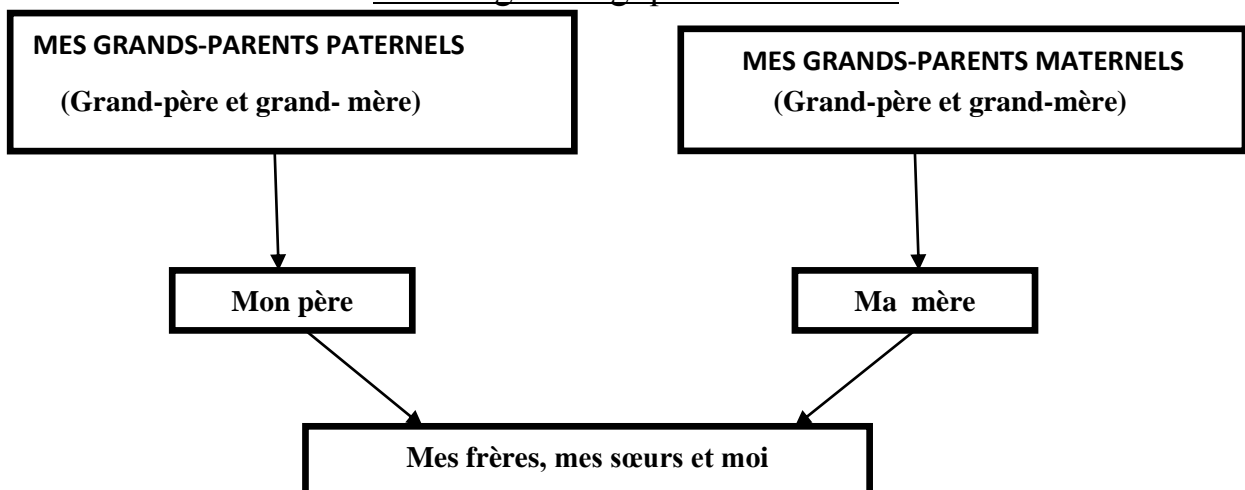 MES GRANDS-PARENTS PATERNELS
(Grand-père et grand- mère)
MES GRANDS-PARENTS MATERNELS
(Grand-père et grand-mère)
Mon père
Ma mère
Mes frères, mes sœurs et moi